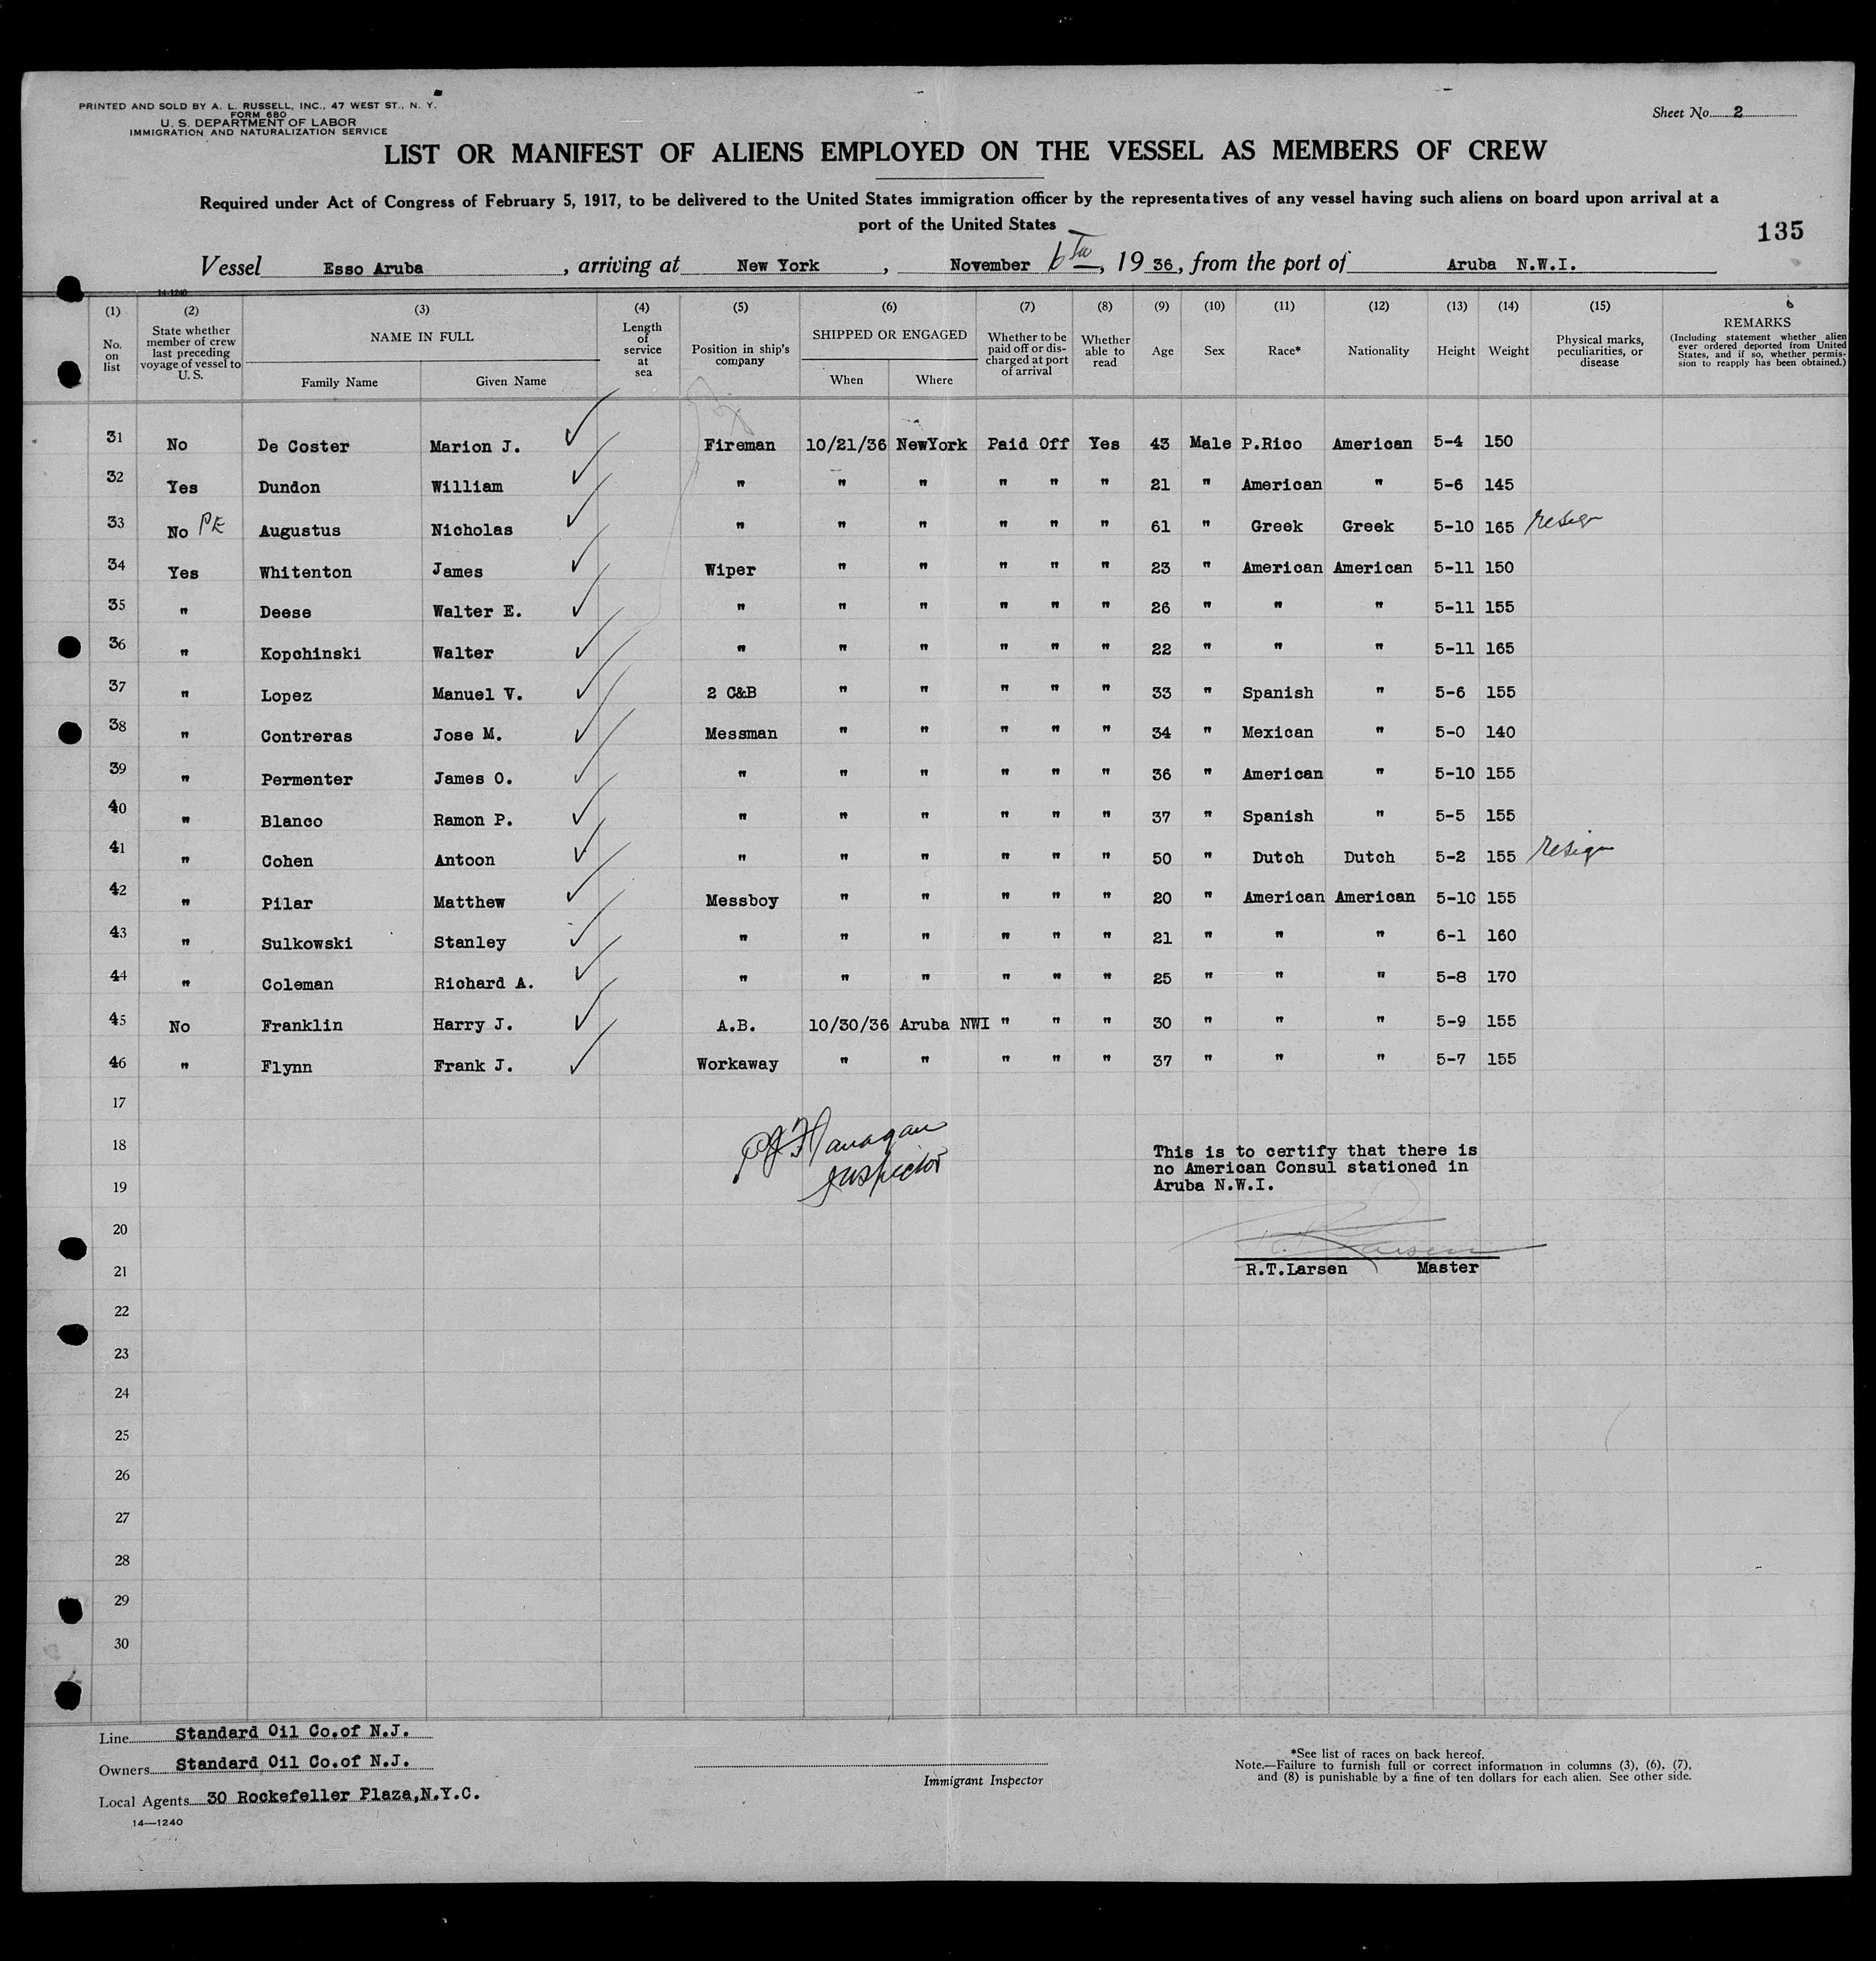 PRINTED AND SOLD BY A. L. RUSSELL, INC., 47 WEST ST., N. Y.
FORM 680
U. S. DEPARTMENT OF LABOR
IMMIGRATION AND NATURALIZATION SERVICE
Sheet No. 2
LIST OR MANIFEST OF ALIENS EMPLOYED ON THE VESSEL AS MEMBERS OF CREW
Required under Act of Congress of February 5, 1917, to be delivered to the United States immigration officer by the representatives of any vessel having such aliens on board upon arrival at a
port of the United States
135
Vessel Esso Aruba, arriving at New York, November 6th, 1936, from the port of Aruba N.W.I.
14-1240
(1) (2) (3) (4) (5) (6) (7) (8) (9) (10) (11) (12) (13) (14) (15)
No. on list
State whether member of crew last preceding voyage of vessel to U. S.
NAME IN FULL
Family Name Given Name
Length of service at sea
Position in ship's company
SHIPPED OR ENGAGED
When Where
Whether to be paid off or discharged at port of arrival
Whether able to read
Age
Sex
Race*
Nationality
Height
Weight
Physical marks, peculiarities, or disease
REMARKS
(Including statement whether alien ever ordered deported from United States, and if so, whether permission to reapply has been obtained.)
31 No De Coster Marion J. Fireman 10/21/36 NewYork Paid Off Yes 43 Male P.Rico American 5-4 150
32 Yes Dundon William " " " " " " 21 " American " 5-6 145
33 No PE Augustus Nicholas " " " " " " 61 " Greek Greek 5-10 165 resign
34 Yes Whitenton James Wiper " " " " " 23 " American American 5-11 150
35 " Deese Walter E. " " " " " " 26 " " " 5-11 155
36 " Kopchinski Walter " " " " " " 22 " " " 5-11 165
37 " Lopez Manuel V. 2 C&B " " " " " 33 " Spanish " 5-6 155
38 " Contreras Jose M. Messman " " " " " 34 " Mexican " 5-0 140
39 " Permenter James O. " " " " " " 36 " American " 5-10 155
40 " Blanco Ramon P. " " " " " " 37 " Spanish " 5-5 155
41 " Cohen Antoon " " " " " " 50 " Dutch Dutch 5-2 155 resign
42 " Pilar Matthew Messboy " " " " " 20 " American American 5-10 155
43 " Sulkowski Stanley " " " " " " 21 " " " 6-1 160
44 " Coleman Richard A. " " " " " " 25 " " " 5-8 170
45 No Franklin Harry J. A.B. 10/30/36 Aruba NWI " " " 30 " " " 5-9 155
46 " Flynn Frank J. Workaway " " " " " 37 " " " 5-7 155
17
18
19
20
21
22
23
24
25
26
27
28
29
30
PJ Flanagan
Inspector
This is to certify that there is
no American Consul stationed in
Aruba N.W.I.
R.T.Larsen Master
Line Standard Oil Co.of N.J.
Owners Standard Oil Co.of N.J.
Local Agents 30 Rockefeller Plaza,N.Y.C.
14—1240
Immigrant Inspector
*See list of races on back hereof.
Note.—Failure to furnish full or correct information in columns (3), (6), (7),
and (8) is punishable by a fine of ten dollars for each alien. See other side.